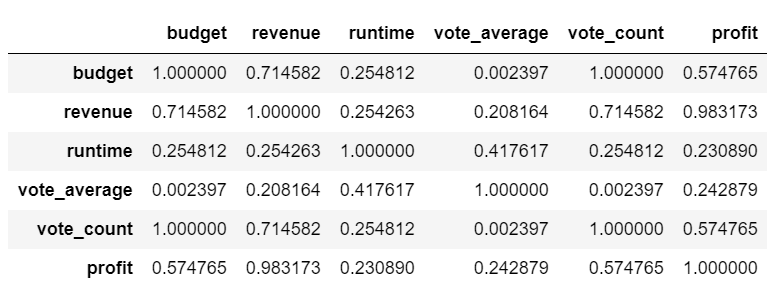 budget revenue runtime vote_average vote_count profit
budget 1.000000 0.714582 0.254812 0.002397 1.000000 0.574765
revenue 0.714582 1.000000 0.254263 0.208164 0.714582 0.983173
runtime 0.254812 0.254263 1.000000 0.417617 0.254812 0.230890
vote_average 0.002397 0.208164 0.417617 1.000000 0.002397 0.242879
vote_count 1.000000 0.714582 0.254812 0.002397 1.000000 0.574765
profit 0.574765 0.983173 0.230890 0.242879 0.574765 1.000000